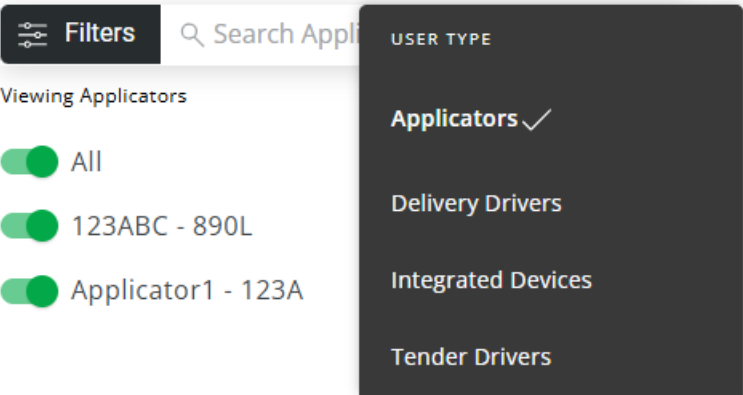 Filters
Search Appli
Viewing Applicators
All
123ABC - 890L
Applicator1 - 123A
USER TYPE
Applicators
Delivery Drivers
Integrated Devices
Tender Drivers